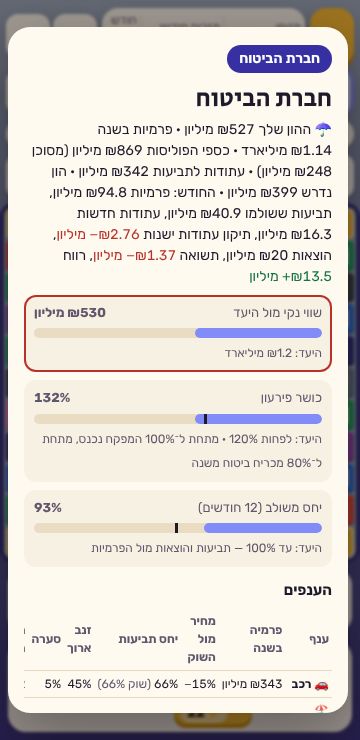 חברת הביטוח
חברת הביטוח
☂️ ההון שלך ₪527 מיליון • פרמיות בשנה
₪1.14 מיליארד • כספי הפוליסות ₪869 מיליון (מסוכן
₪248 מיליון) • עתודות לתביעות ₪342 מיליון • הון
נדרש ₪399 מיליון • החודש: פרמיות ₪94.8 מיליון,
תביעות ששולמו ₪40.9 מיליון, עתודות חדשות
₪16.3 מיליון, תיקון עתודות ישנות ₪2.76− מיליון,
הוצאות ₪20 מיליון, תשואה ₪1.37− מיליון, רווח
₪13.5+ מיליון
שווי נקי מול היעד ₪530 מיליון
היעד: ₪1.2 מיליארד
כושר פירעון 132%
היעד: לפחות 120% • מתחת ל־100% המפקח נכנס, מתחת
ל־80% מכריח ביטוח משנה
יחס משולב (12 חודשים) 93%
היעד: עד 100% — תביעות והוצאות מול הפרמיות
הענפים
ענף פרמיה בשנה מחיר מול השוק יחס תביעות זנב ארוך סערה
🚗 רכב ₪343 מיליון −15% 66% (שוק 66%) 45% 5%